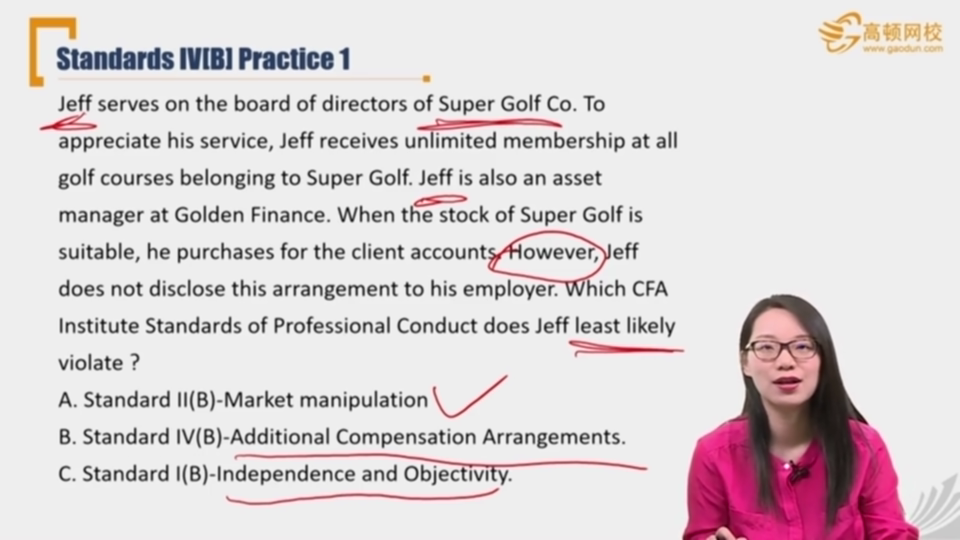 高顿网校
www.gaodun.com
Standards IV[B] Practice 1
Jeff serves on the board of directors of Super Golf Co. To
appreciate his service, Jeff receives unlimited membership at all
golf courses belonging to Super Golf. Jeff is also an asset
manager at Golden Finance. When the stock of Super Golf is
suitable, he purchases for the client accounts. However, Jeff
does not disclose this arrangement to his employer. Which CFA
Institute Standards of Professional Conduct does Jeff least likely
violate ?
A. Standard II(B)-Market manipulation
B. Standard IV(B)-Additional Compensation Arrangements.
C. Standard I(B)-Independence and Objectivity.